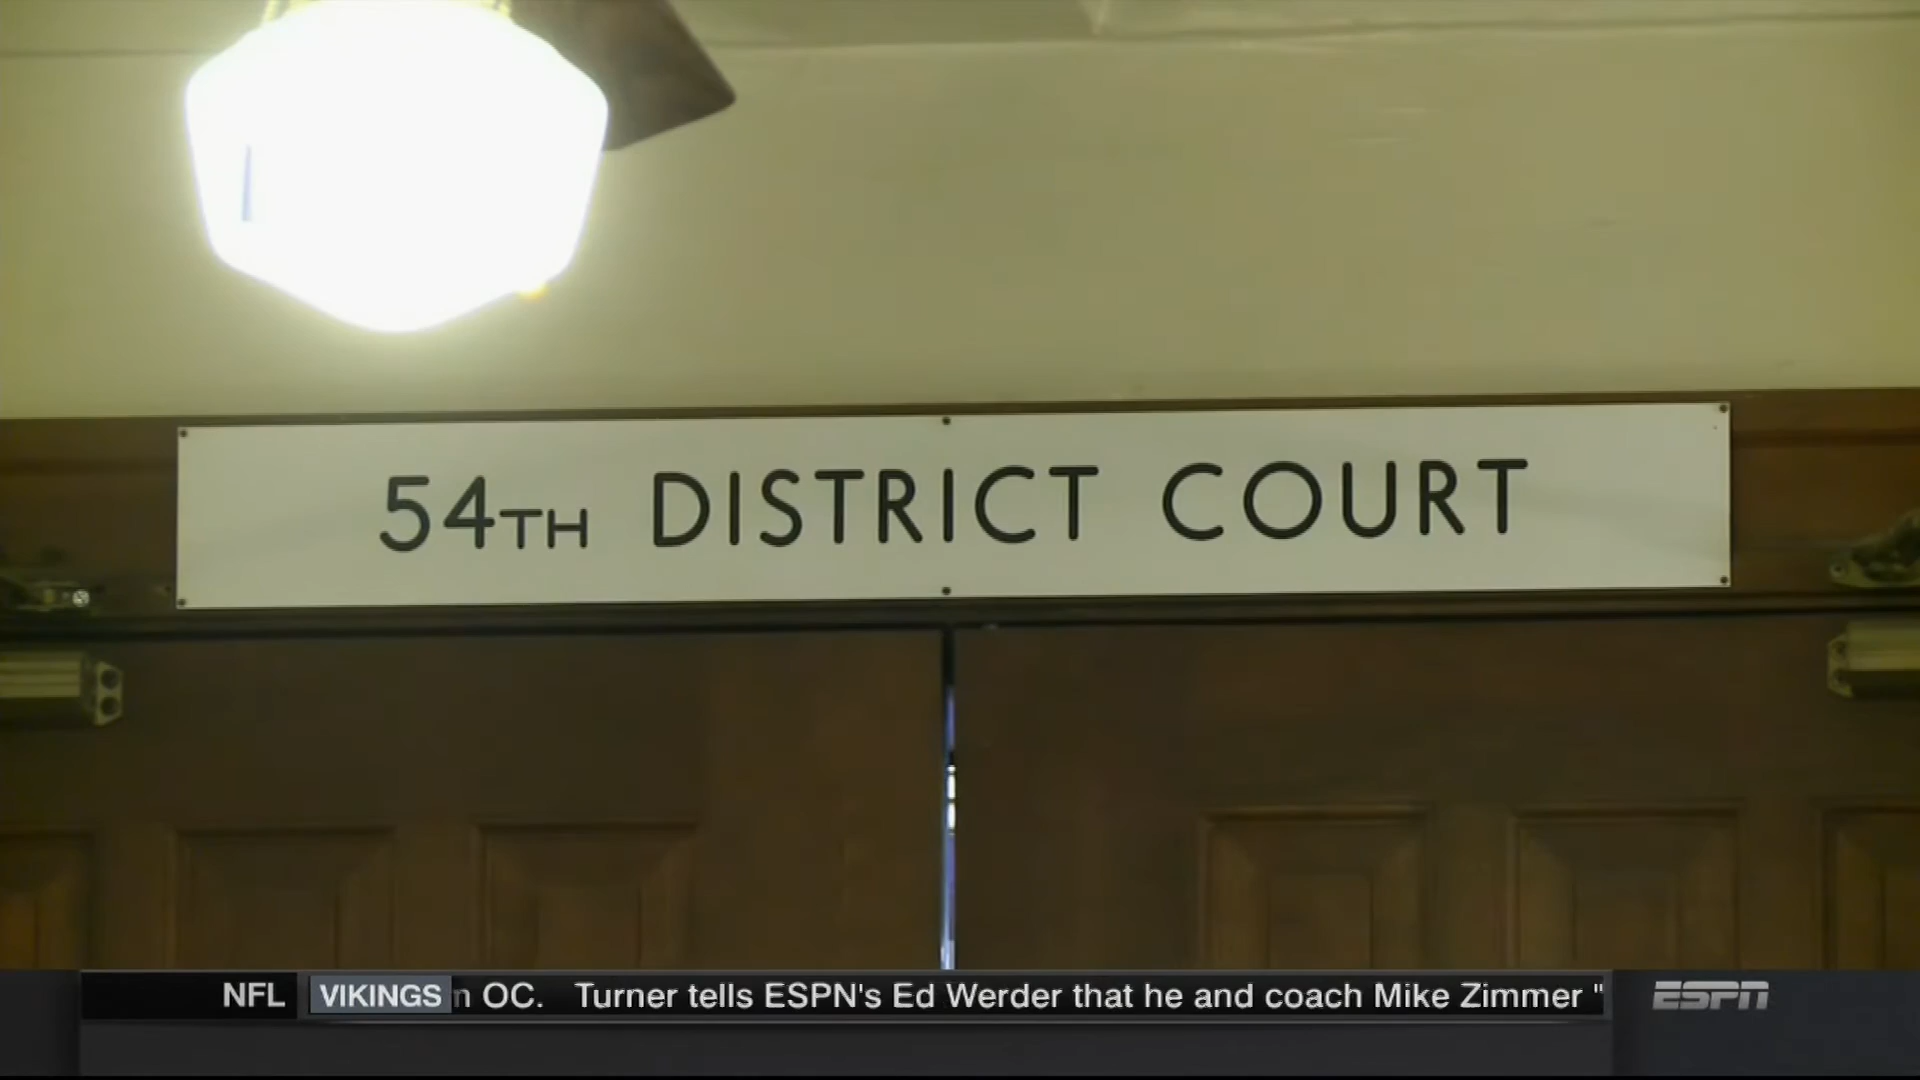 54TH DISTRICT COURT
NFL VIKINGS n OC. Turner tells ESPN's Ed Werder that he and coach Mike Zimmer "
ESPN